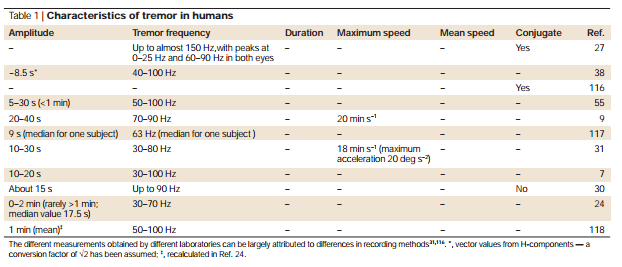 Table 1 | Characteristics of tremor in humans
Amplitude Tremor frequency Duration Maximum speed Mean speed Conjugate Ref.
– Up to almost 150 Hz,with peaks at – – – Yes 27
0–25 Hz and 60–90 Hz in both eyes
~8.5 s* 40–100 Hz – – – – 38
– – – – – Yes 116
5–30 s (<1 min) 50–100 Hz – – – – 55
20–40 s 70–90 Hz – 20 min s⁻¹ – – 9
9 s (median for one subject) 63 Hz (median for one subject ) – – – – 117
10–30 s 30–80 Hz – 18 min s⁻¹ (maximum – – 31
acceleration 20 deg s⁻²)
10–20 s 30–100 Hz – – – – 7
About 15 s Up to 90 Hz – – – No 30
0–2 min (rarely >1 min; 30–70 Hz – – – – 24
median value 17.5 s)
1 min (mean)‡ 50–100 Hz – – – – 118
The different measurements obtained by different laboratories can be largely attributed to differences in recording methods³¹,¹¹⁶. *, vector values from H-components — a
conversion factor of √2 has been assumed; ‡, recalculated in Ref. 24.